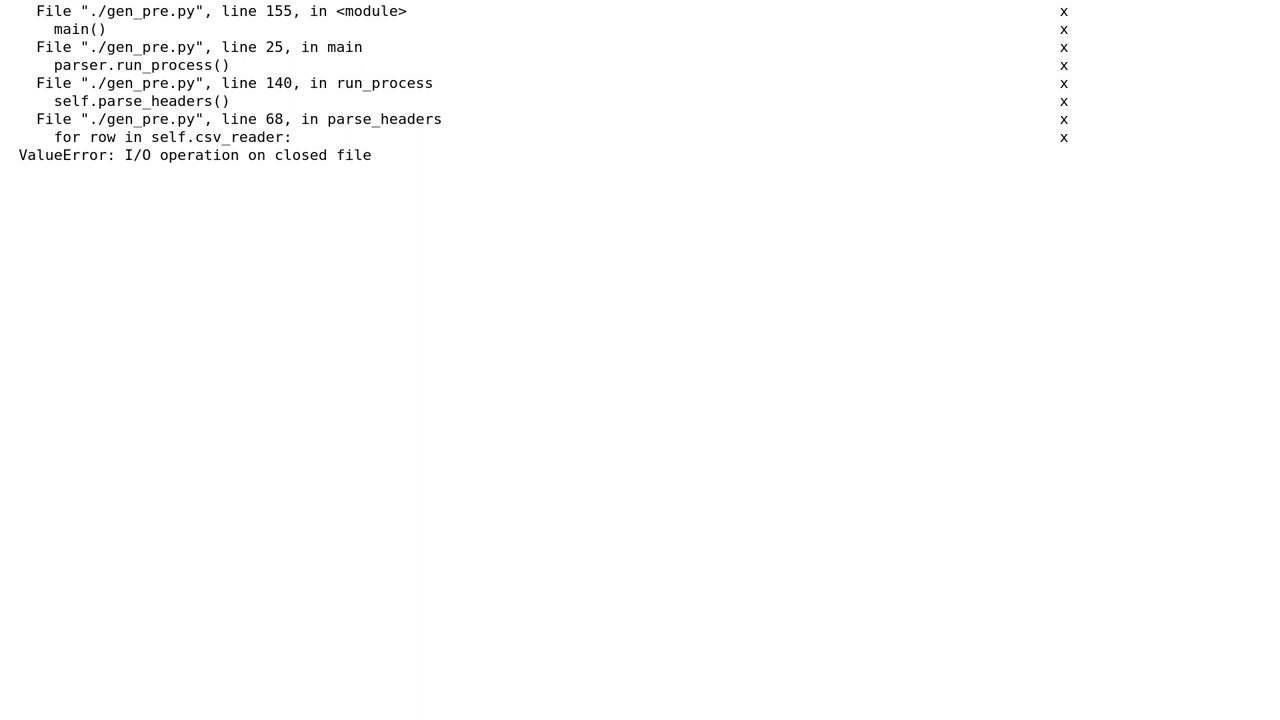 File "./gen_pre.py", line 155, in <module> x
main() x
File "./gen_pre.py", line 25, in main x
parser.run_process() x
File "./gen_pre.py", line 140, in run_process x
self.parse_headers() x
File "./gen_pre.py", line 68, in parse_headers x
for row in self.csv_reader: x
ValueError: I/O operation on closed file